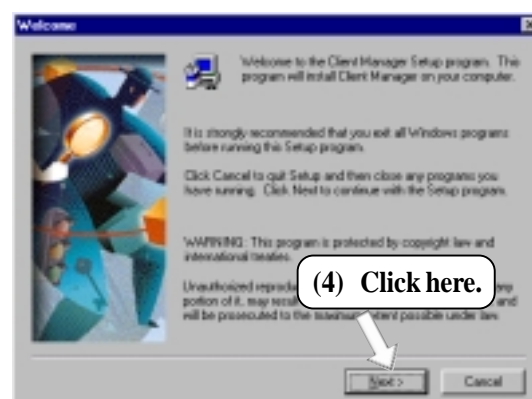 Welcome
Welcome to the Client Manager Setup program. This
program will install Client Manager on your computer.
It is strongly recommended that you exit all Windows programs
before running this Setup program.
Click Cancel to quit Setup and then close any programs you
have running. Click Next to continue with the Setup program.
WARNING: This program is protected by copyright law and
international treaties.
Unauthorized any
portion of it, may and
will be prosecuted to the maximum extent possible under law.
(4) Click here.
Next >
Cancel